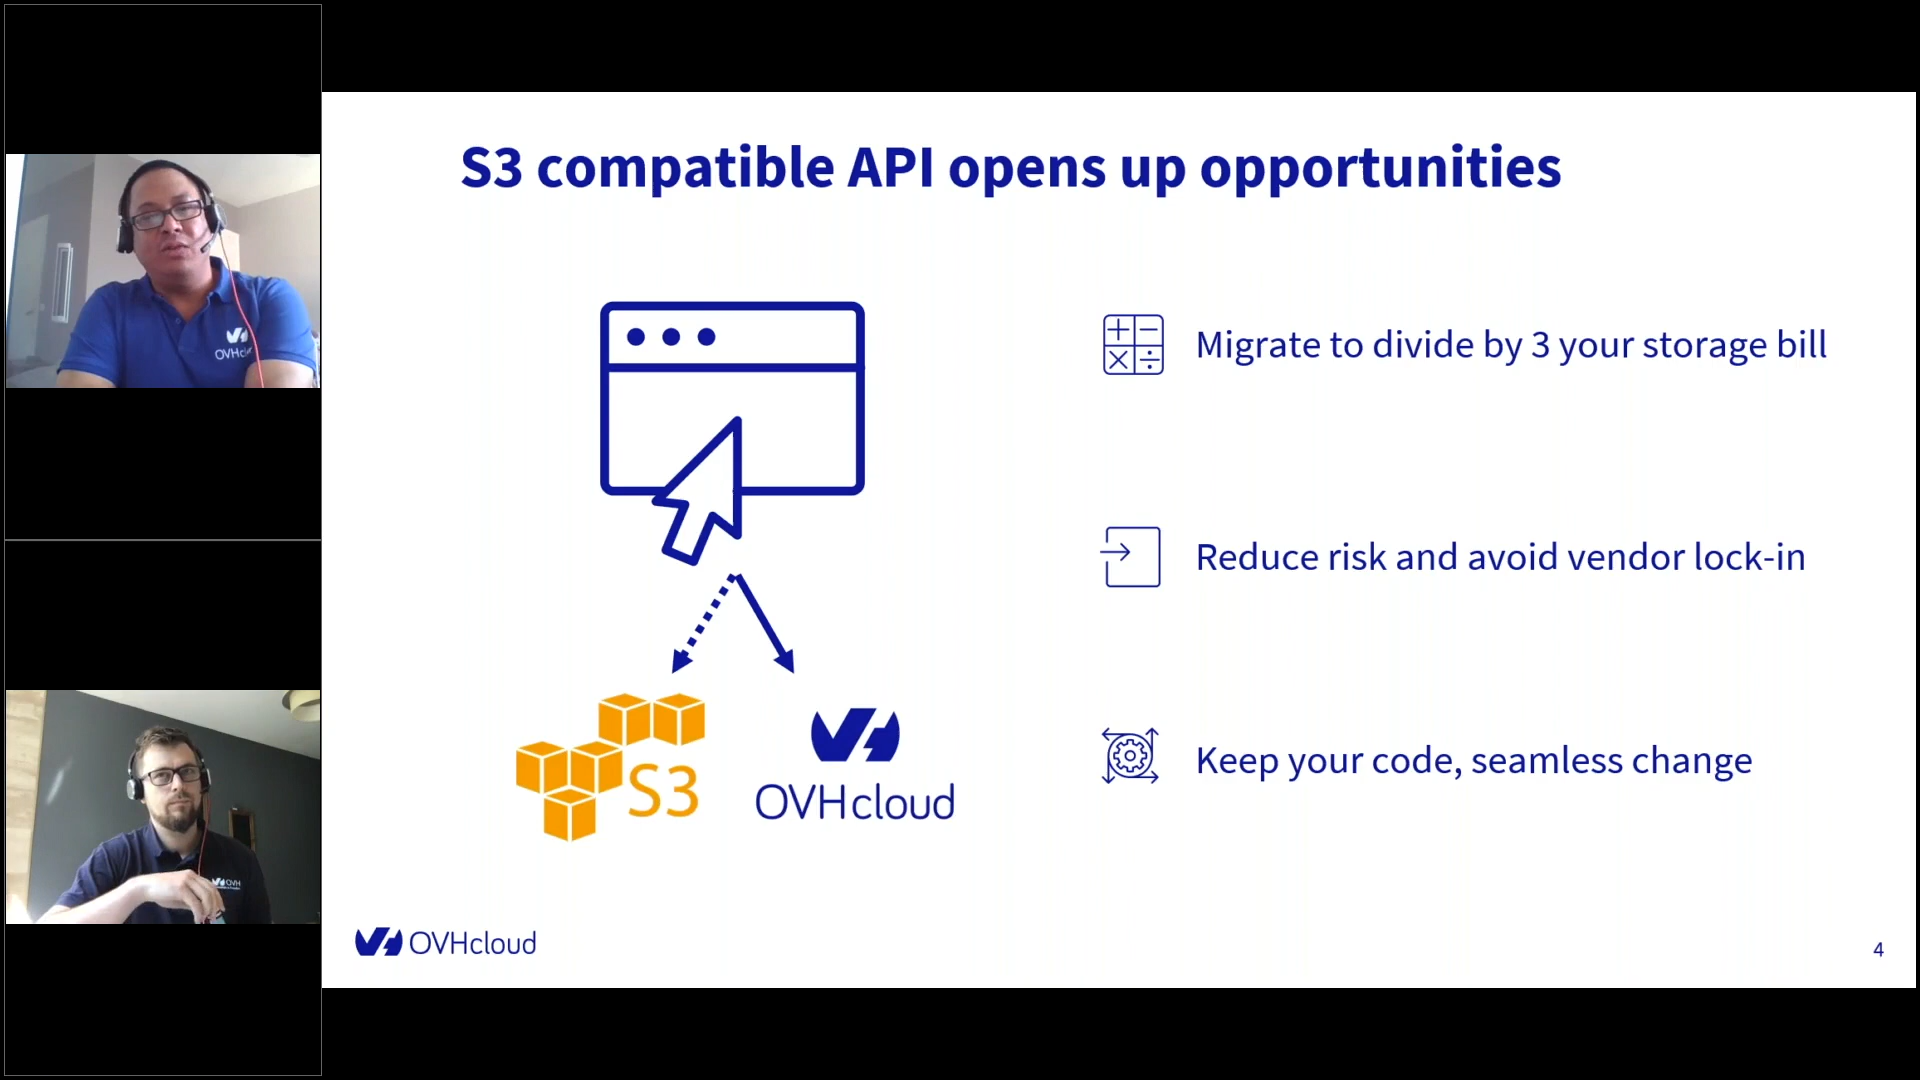 S3 compatible API opens up opportunities
Migrate to divide by 3 your storage bill
Reduce risk and avoid vendor lock-in
Keep your code, seamless change
S3
OVHcloud
OVHcloud
4
OVH